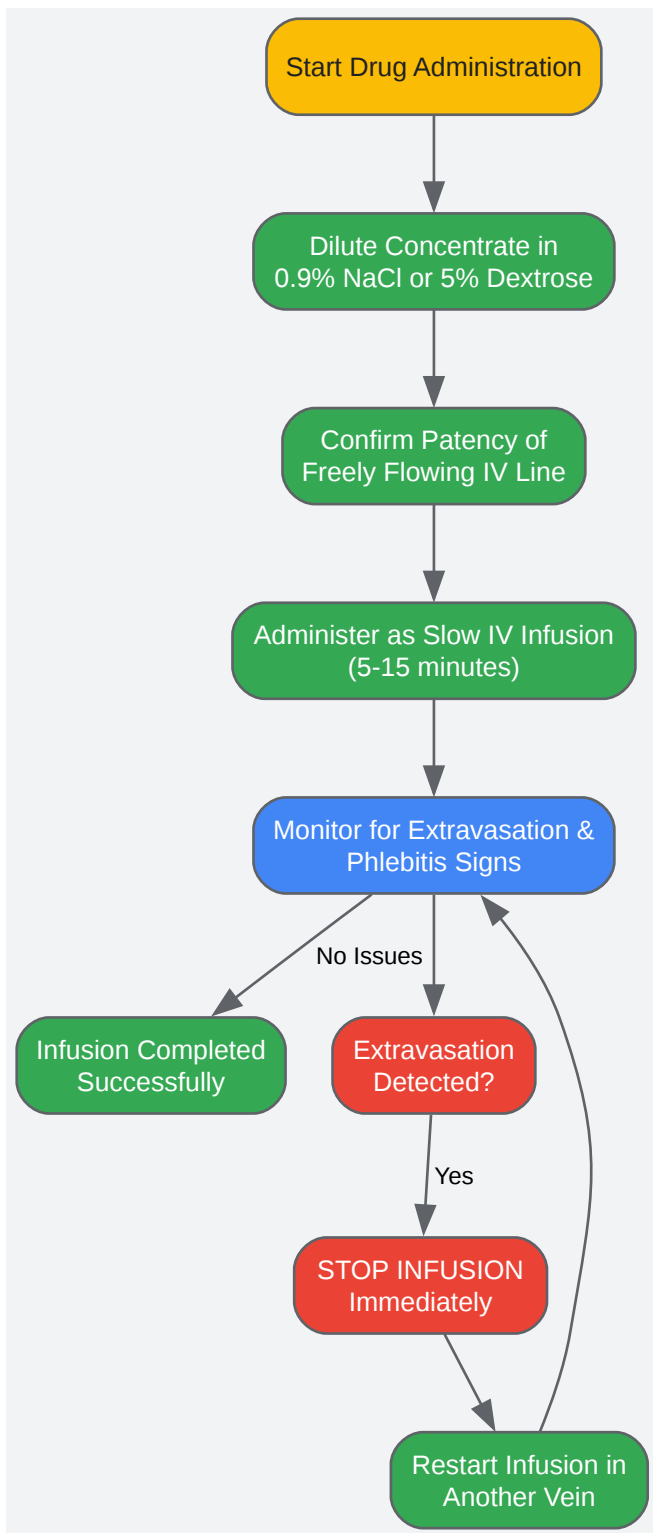 Start Drug Administration
Dilute Concentrate in
0.9% NaCl or 5% Dextrose
Confirm Patency of
Freely Flowing IV Line
Administer as Slow IV Infusion
(5-15 minutes)
Monitor for Extravasation &
Phlebitis Signs
No Issues
Infusion Completed
Successfully
Extravasation
Detected?
Yes
STOP INFUSION
Immediately
Restart Infusion in
Another Vein